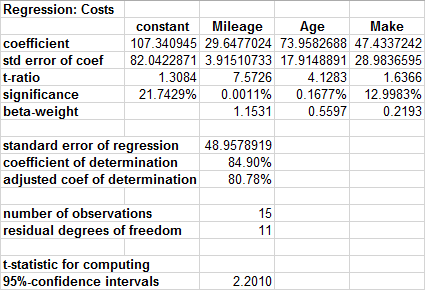 Regression: Costs
constant Mileage Age Make
coefficient 107.340945 29.6477024 73.9582688 47.4337242
std error of coef 82.0422871 3.91510733 17.9148891 28.9836595
t-ratio 1.3084 7.5726 4.1283 1.6366
significance 21.7429% 0.0011% 0.1677% 12.9983%
beta-weight 1.1531 0.5597 0.2193
standard error of regression 48.9578919
coefficient of determination 84.90%
adjusted coef of determination 80.78%
number of observations 15
residual degrees of freedom 11
t-statistic for computing
95%-confidence intervals 2.2010